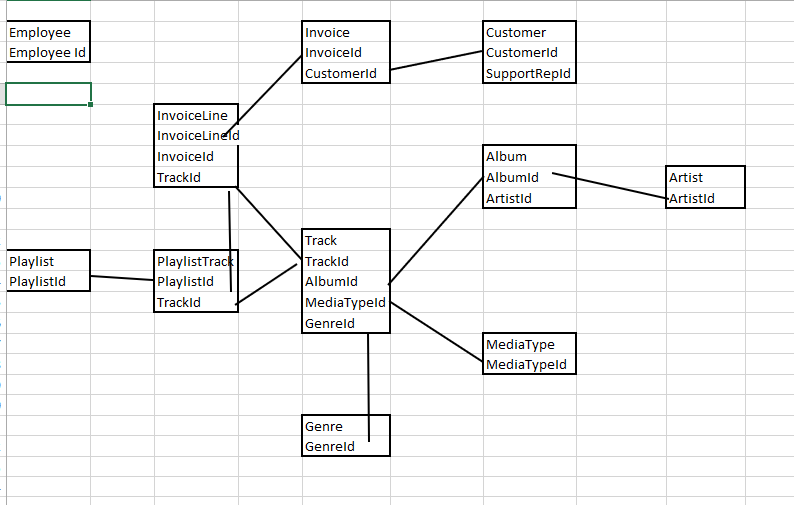 Employee
Employee Id
Invoice
InvoiceId
CustomerId
Customer
CustomerId
SupportRepId
InvoiceLine
InvoiceLineId
InvoiceId
TrackId
Album
AlbumId
ArtistId
Artist
ArtistId
Playlist
PlaylistId
PlaylistTrack
PlaylistId
TrackId
Track
TrackId
AlbumId
MediaTypeId
GenreId
MediaType
MediaTypeId
Genre
GenreId